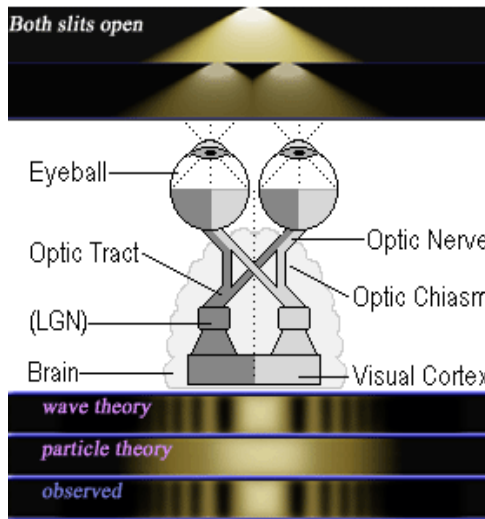 Both slits open
Eyeball
Optic Nerve
Optic Tract
Optic Chiasm
(LGN)
Brain
Visual Cortex
wave theory
particle theory
observed